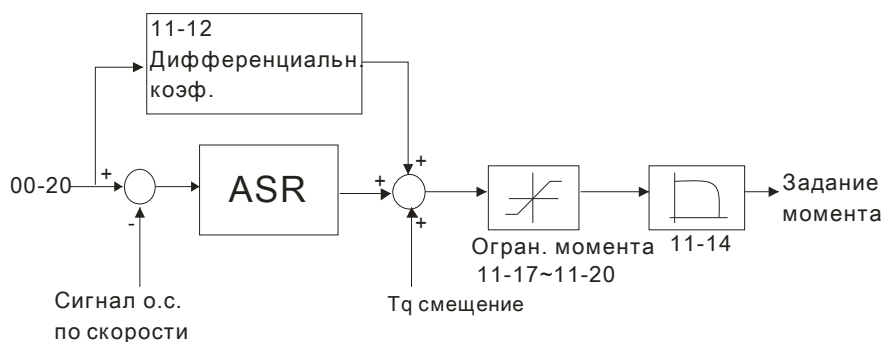 11-12
Дифференциальн.
коэф.
+
00-20
+
-
ASR
+
+
Задание
момента
Огран. момента
11-17~11-20
11-14
Сигнал о.с.
по скорости
Tq смещение